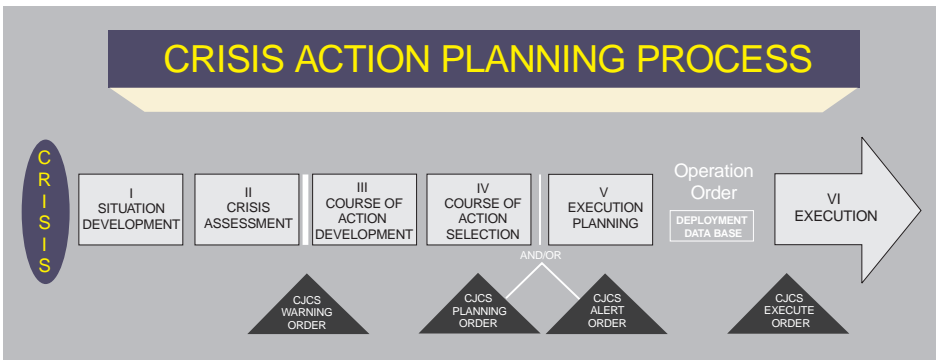 CRISIS ACTION PLANNING PROCESS
CRISIS
I
SITUATION
DEVELOPMENT
II
CRISIS
ASSESSMENT
III
COURSE OF
ACTION
DEVELOPMENT
IV
COURSE OF
ACTION
SELECTION
V
EXECUTION
PLANNING
Operation
Order
DEPLOYMENT
DATA BASE
VI
EXECUTION
AND/OR
CJCS
WARNING
ORDER
CJCS
PLANNING
ORDER
CJCS
ALERT
ORDER
CJCS
EXECUTE
ORDER